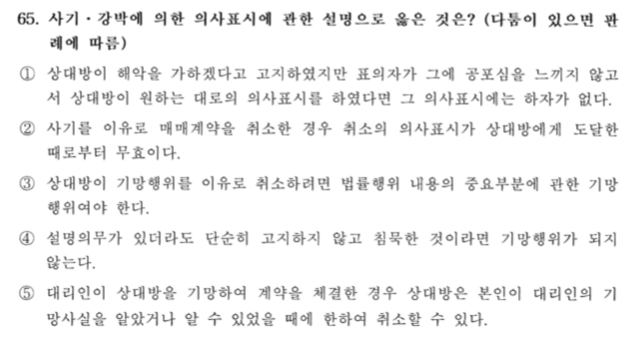 65. 사기·강박에 의한 의사표시에 관한 설명으로 옳은 것은? (다툼이 있으면 판
례에 따름)
① 상대방이 해악을 가하겠다고 고지하였지만 표의자가 그에 공포심을 느끼지 않고
서 상대방이 원하는 대로의 의사표시를 하였다면 그 의사표시에는 하자가 없다.
② 사기를 이유로 매매계약을 취소한 경우 취소의 의사표시가 상대방에게 도달한
때로부터 무효이다.
③ 상대방이 기망행위를 이유로 취소하려면 법률행위 내용의 중요부분에 관한 기망
행위여야 한다.
④ 설명의무가 있더라도 단순히 고지하지 않고 침묵한 것이라면 기망행위가 되지
않는다.
⑤ 대리인이 상대방을 기망하여 계약을 체결한 경우 상대방은 본인이 대리인의 기
망사실을 알았거나 알 수 있었을 때에 한하여 취소할 수 있다.